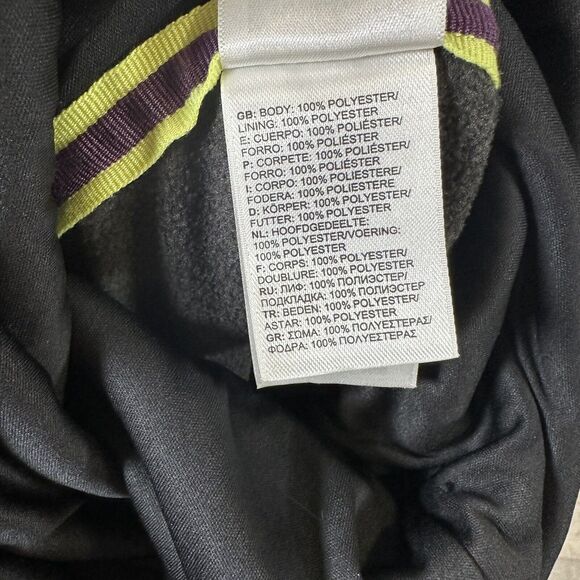 GB: BODY: 100% POLYESTER/
LINING: 100% POLYESTER
E: CUERPO: 100% POLIÉSTER/
FORRO: 100% POLIÉSTER
P: CORPETE: 100% POLIÉSTER/
FORRO: 100% POLIÉSTER
I: CORPO: 100% POLIESTERE/
FODERA: 100% POLIESTERE
D: KÖRPER: 100% POLYESTER/
FUTTER: 100% POLYESTER
NL: HOOFDGEDEELTE:
100% POLYESTER/VOERING:
100% POLYESTER
F: CORPS: 100% POLYESTER/
DOUBLURE: 100% POLYESTER
RU: ЛИФ: 100% ПОЛИЭСТЕР/
ПОДКЛАДКА: 100% ПОЛИЭСТЕР
TR: BEDEN: 100% POLYESTER/
ASTAR: 100% POLYESTER
GR: ΣΩΜΑ: 100% ΠΟΛΥΕΣΤΕΡΑΣ/
ΦΟΔΡΑ: 100% ΠΟΛΥΕΣΤΕΡΑΣ